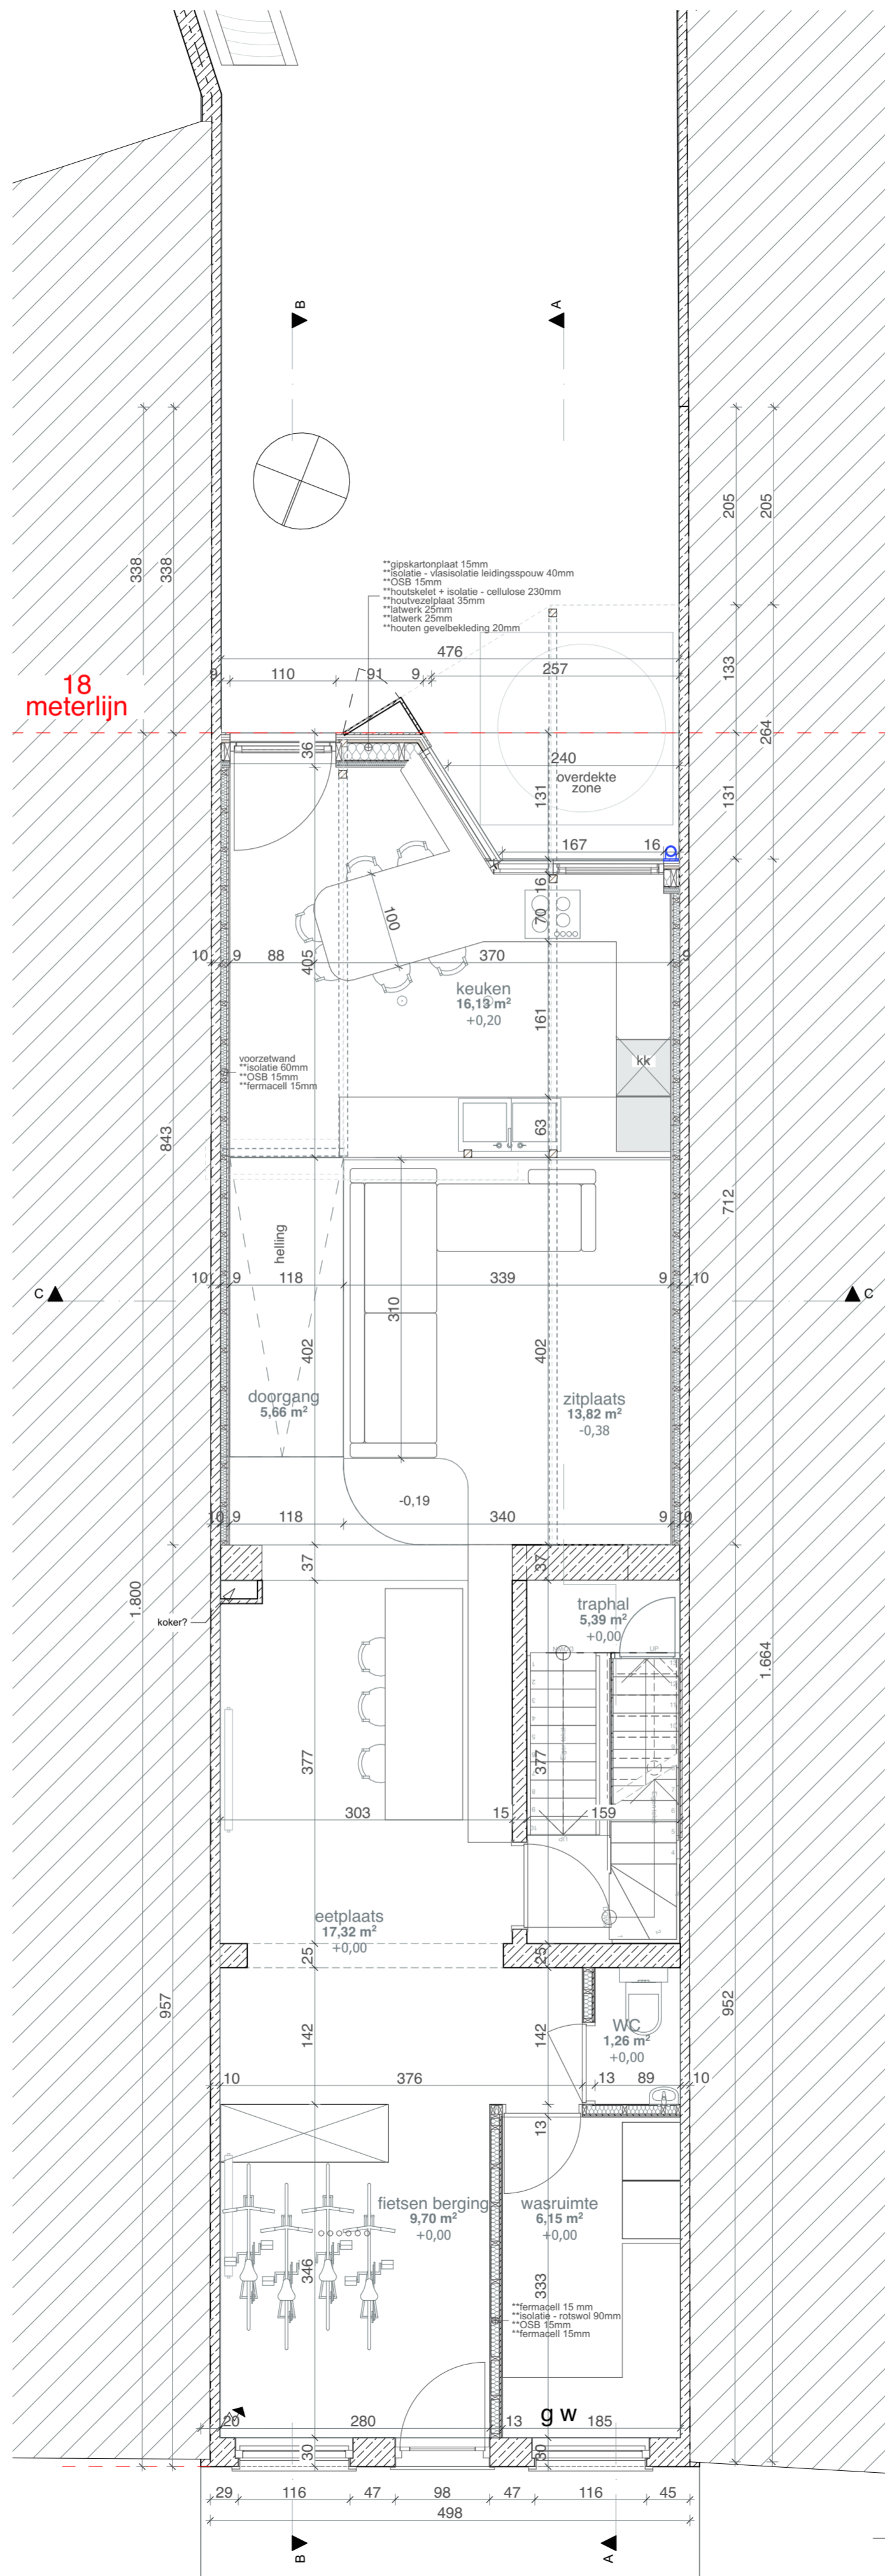 B
A
**gipskartonplaat 15mm
**isolatie - vlasisolatie leidingsspouw 40mm
**OSB 15mm
**houtskelet + isolatie - cellulose 230mm
**houtvezelplaat 35mm
**latwerk 25mm
**latwerk 25mm
**houten gevelbekleding 20mm
338
338
205
205
476
9
110
91
9
257
133
264
18
meterlijn
36
240
131
131
overdekte
zone
167
16
16
70
100
10
9
88
405
370
9
keuken
16,13 m²
+0,20
161
kk
voorzetwand
**isolatie 60mm
**OSB 15mm
**fermacell 15mm
63
843
712
helling
C
10
9
118
339
9
10
C
310
402
402
doorgang
5,66 m²
zitplaats
13,82 m²
-0,38
-0,19
10
9
118
340
9
10
37
37
1.800
koker?
traphal
5,39 m²
+0,00
DOWN
UP
1.664
377
377
303
15
159
UP
eetplaats
17,32 m²
+0,00
25
25
957
952
142
142
WC
1,26 m²
+0,00
10
376
13
89
10
13
fietsen berging
9,70 m²
+0,00
wasruimte
6,15 m²
+0,00
346
333
**fermacell 15 mm
**isolatie - rotswol 90mm
**OSB 15mm
**fermacell 15mm
g w
20
280
13
185
30
30
29
116
47
98
47
116
45
498
B
A